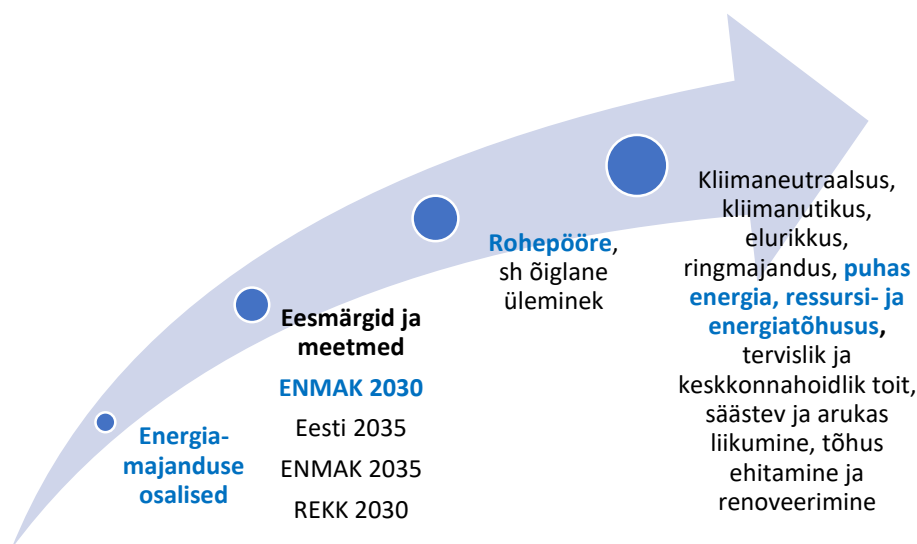 Energia-
majanduse
osalised
Eesmärgid ja
meetmed
ENMAK 2030
Eesti 2035
ENMAK 2035
REKK 2030
Rohepööre,
sh õiglane
üleminek
Kliimaneutraalsus,
kliimanutikus,
elurikkus,
ringmajandus, puhas
energia, ressursi- ja
energiatõhusus,
tervislik ja
keskkonnahoidlik toit,
säästev ja arukas
liikumine, tõhus
ehitamine ja
renoveerimine